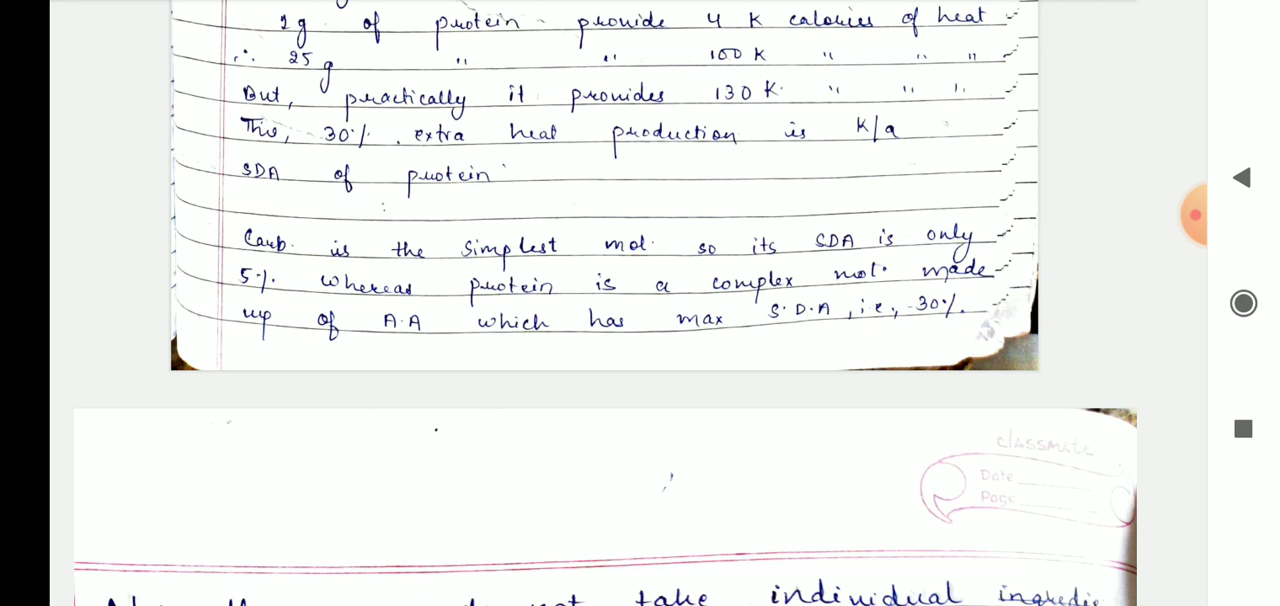 1g of protein provide 4 K calories of heat
∴ 25 g " " 100 K " " "
But, practically it provides 130 K. " " "
This, 30% extra heat production is K/a
SDA of protein
Carb. is the simplest mol. so its SDA is only
5% whereas protein is a complex mol. made
up of A.A which has max S.D.A, i.e, 30%.
classmate
Date
Page
take individual